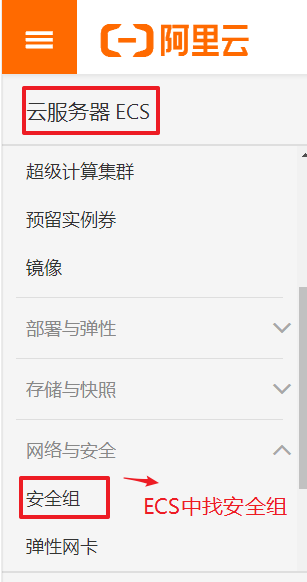 阿里云
云服务器 ECS
超级计算集群
预留实例券
镜像
部署与弹性
存储与快照
网络与安全
安全组
ECS中找安全组
弹性网卡